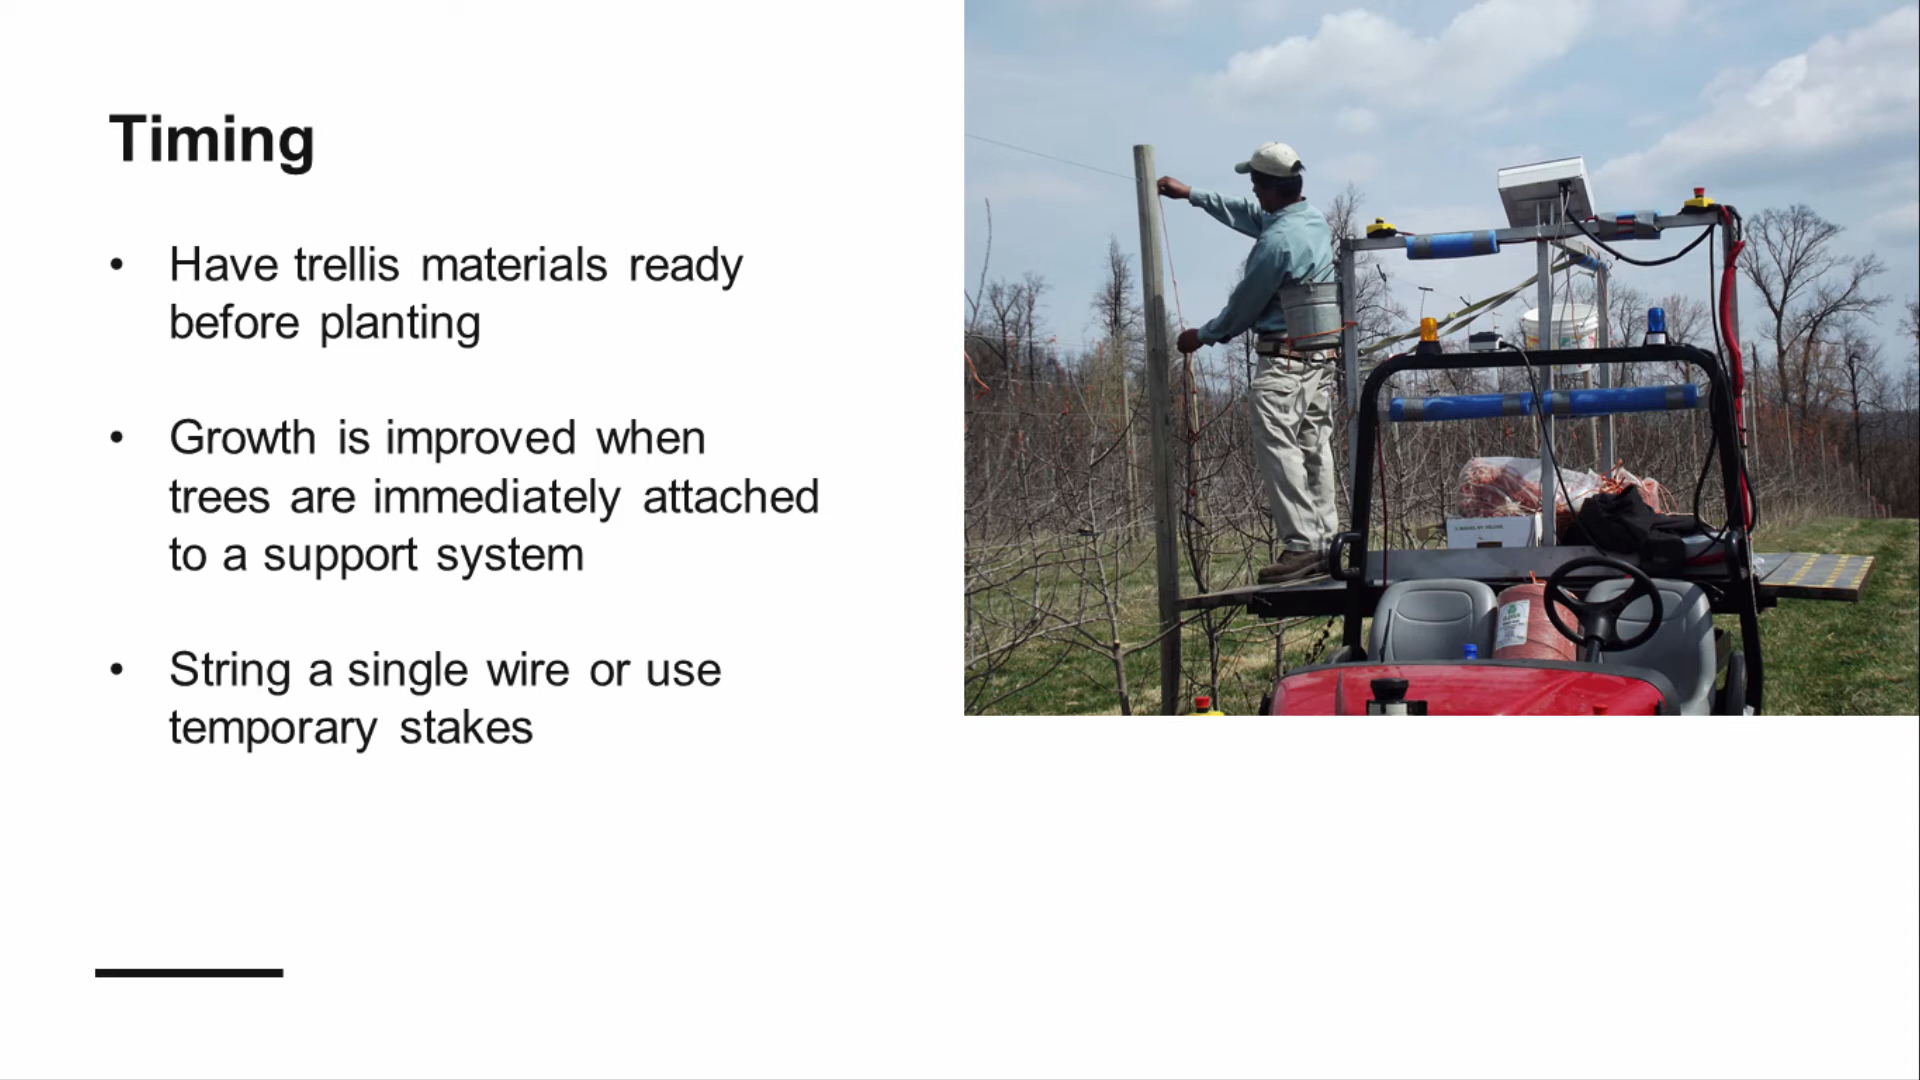 Timing
• Have trellis materials ready
before planting
• Growth is improved when
trees are immediately attached
to a support system
• String a single wire or use
temporary stakes